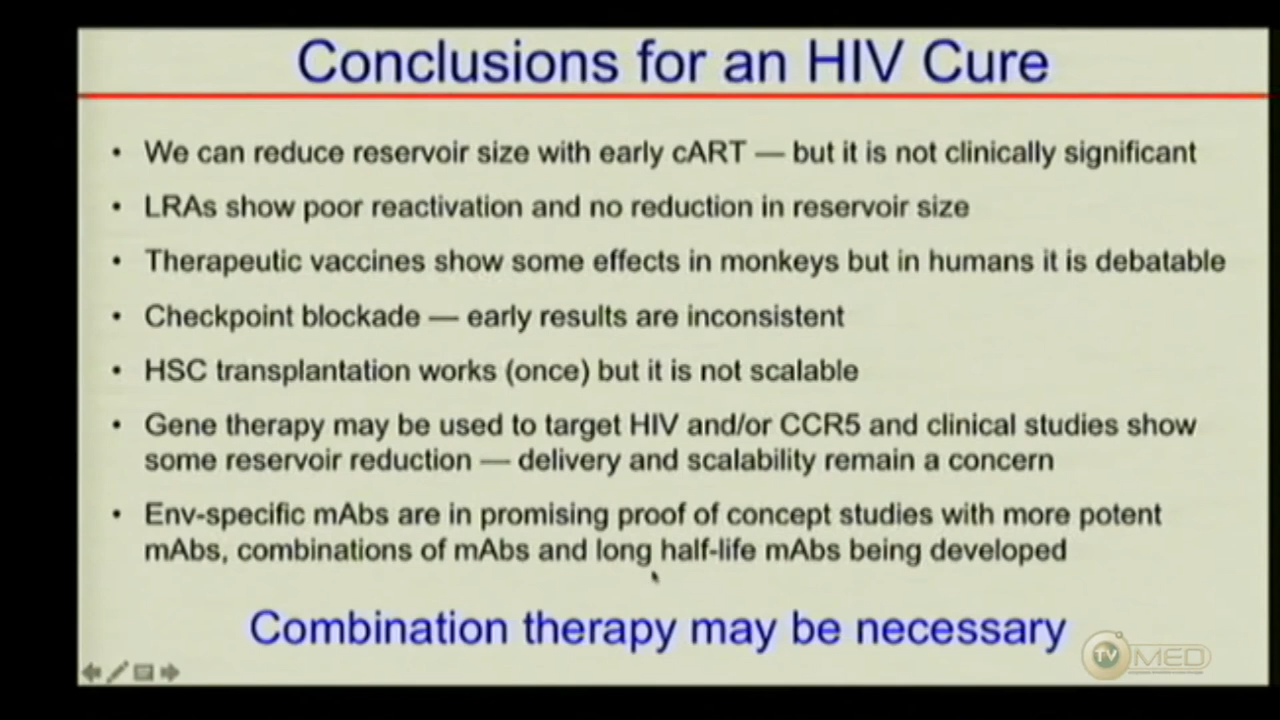 Conclusions for an HIV Cure
• We can reduce reservoir size with early cART — but it is not clinically significant
• LRAs show poor reactivation and no reduction in reservoir size
• Therapeutic vaccines show some effects in monkeys but in humans it is debatable
• Checkpoint blockade — early results are inconsistent
• HSC transplantation works (once) but it is not scalable
• Gene therapy may be used to target HIV and/or CCR5 and clinical studies show
some reservoir reduction — delivery and scalability remain a concern
• Env-specific mAbs are in promising proof of concept studies with more potent
mAbs, combinations of mAbs and long half-life mAbs being developed
Combination therapy may be necessary
TV MED